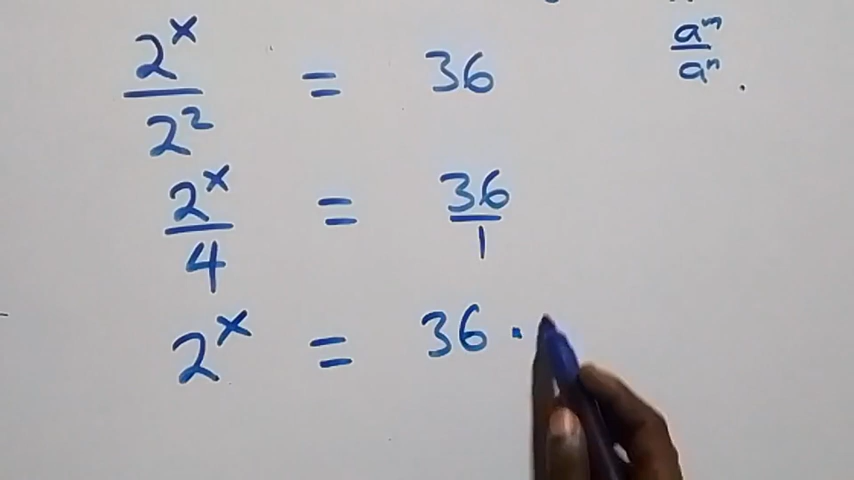 2^x / 2^2 = 36
a^m / a^n .
2^x / 4 = 36 / 1
2^x = 36 ·